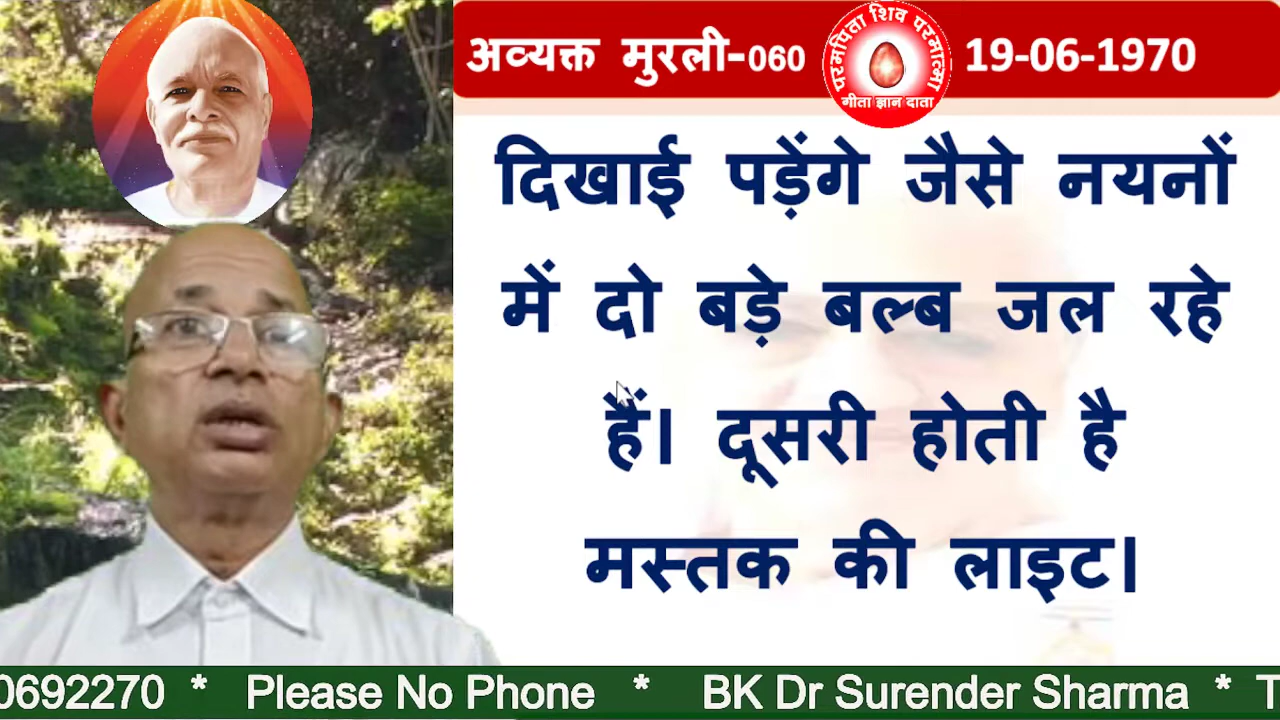 अव्यक्त मुरली-060
परमपिता शिव परमात्मा
गीता ज्ञान दाता
19-06-1970
दिखाई पड़ेंगे जैसे नयनों
में दो बड़े बल्ब जल रहे
हैं। दूसरी होती है
मस्तक की लाइट।
0692270 * Please No Phone * BK Dr Surender Sharma * T